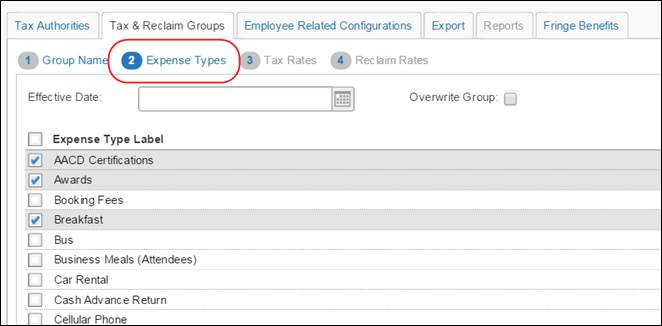 Tax Authorities Tax & Reclaim Groups Employee Related Configurations Export Reports Fringe Benefits
1 Group Name 2 Expense Types 3 Tax Rates 4 Reclaim Rates
Effective Date: Overwrite Group:
Expense Type Label
AACD Certifications
Awards
Booking Fees
Breakfast
Bus
Business Meals (Attendees)
Car Rental
Cash Advance Return
Cellular Phone